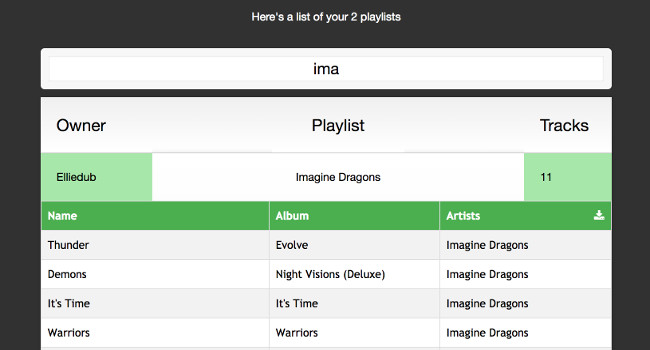 Here's a list of your 2 playlists
ima
Owner Playlist Tracks
Elliedub Imagine Dragons 11
Name Album Artists
Thunder Evolve Imagine Dragons
Demons Night Visions (Deluxe) Imagine Dragons
It's Time It's Time Imagine Dragons
Warriors Warriors Imagine Dragons